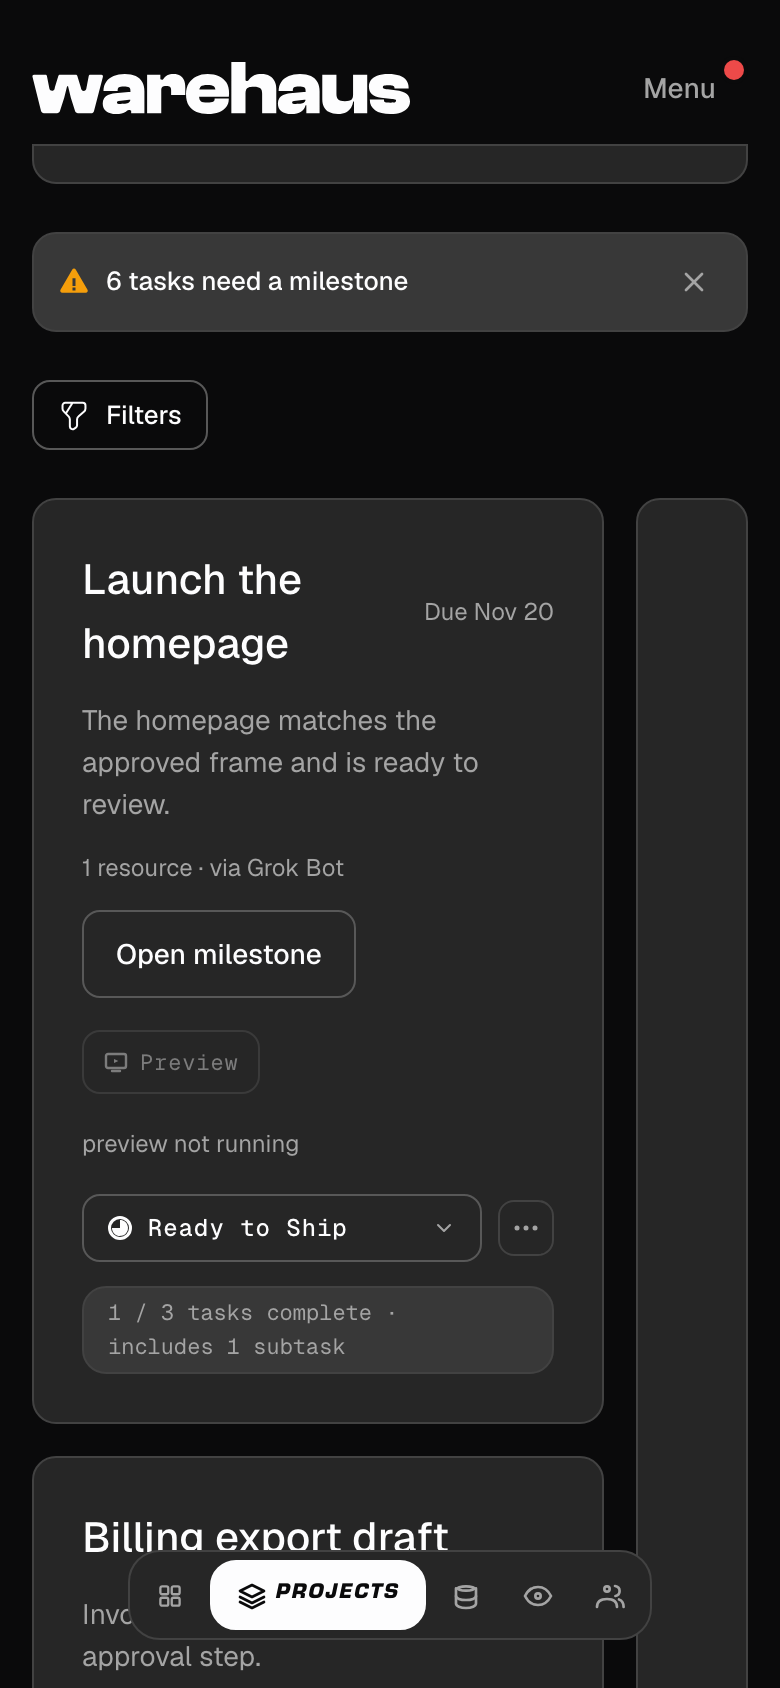 warehaus
Menu
6 tasks need a milestone
Filters
Launch the
homepage
Due Nov 20
The homepage matches the
approved frame and is ready to
review.
1 resource · via Grok Bot
Open milestone
Preview
preview not running
Ready to Ship
1 / 3 tasks complete ·
includes 1 subtask
Billing export draft
PROJECTS
approval step.